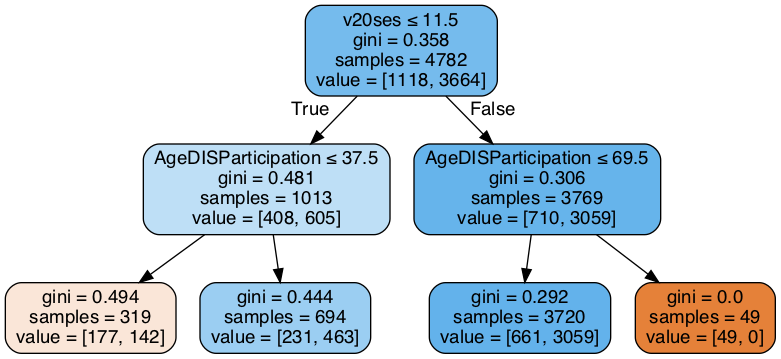 v20ses ≤ 11.5
gini = 0.358
samples = 4782
value = [1118, 3664]
True
False
AgeDISParticipation ≤ 37.5
gini = 0.481
samples = 1013
value = [408, 605]
AgeDISParticipation ≤ 69.5
gini = 0.306
samples = 3769
value = [710, 3059]
gini = 0.494
samples = 319
value = [177, 142]
gini = 0.444
samples = 694
value = [231, 463]
gini = 0.292
samples = 3720
value = [661, 3059]
gini = 0.0
samples = 49
value = [49, 0]